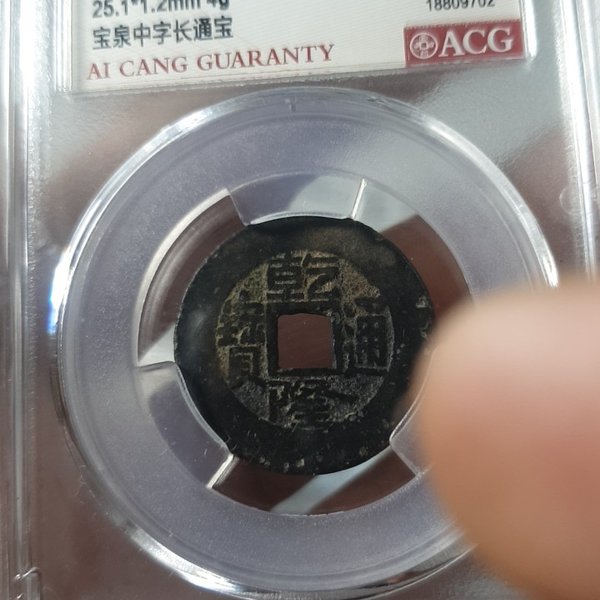 25.1*1.2mm 4g
18809702
宝泉中字长通宝
AI CANG GUARANTY
ACG
乾隆通寶